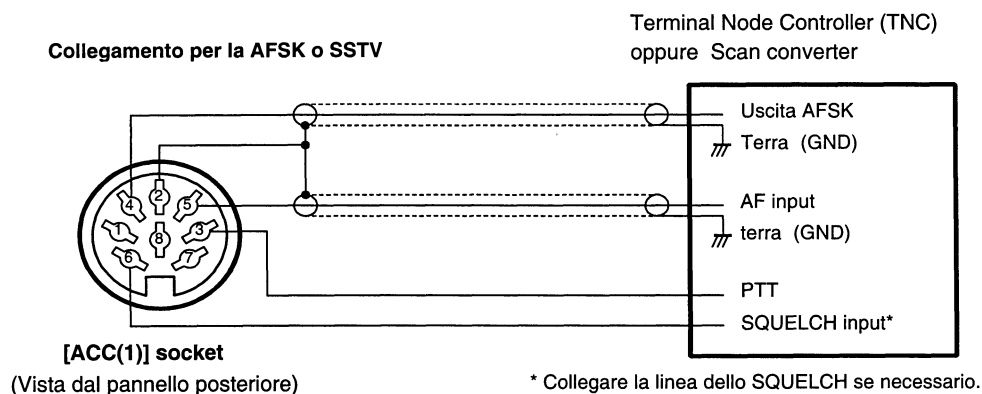 Terminal Node Controller (TNC)
oppure Scan converter
Collegamento per la AFSK o SSTV
Uscita AFSK
Terra (GND)
AF input
terra (GND)
PTT
SQUELCH input*
4
2
5
1
8
3
6
7
[ACC(1)] socket
(Vista dal pannello posteriore)
* Collegare la linea dello SQUELCH se necessario.